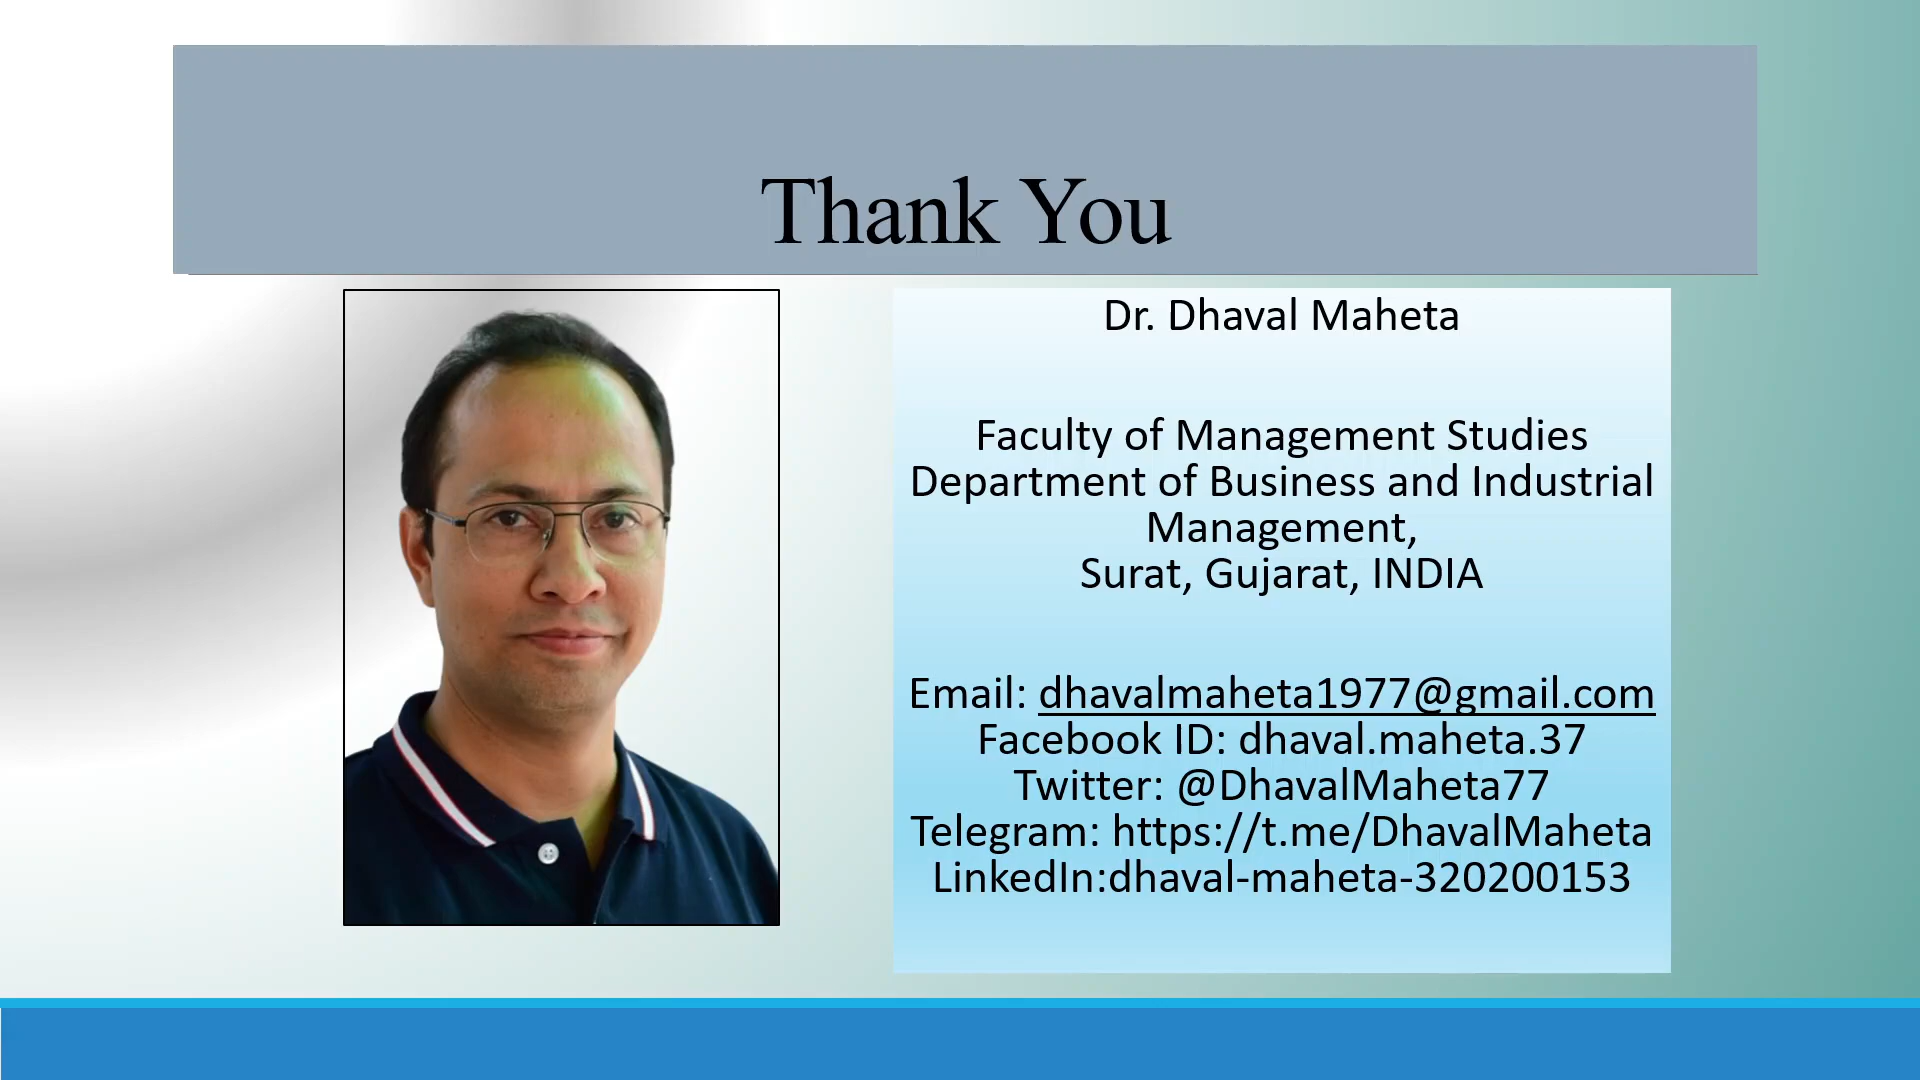 Thank You
Dr. Dhaval Maheta
Faculty of Management Studies
Department of Business and Industrial
Management,
Surat, Gujarat, INDIA
Email: dhavalmaheta1977@gmail.com
Facebook ID: dhaval.maheta.37
Twitter: @DhavalMaheta77
Telegram: https://t.me/DhavalMaheta
LinkedIn:dhaval-maheta-320200153